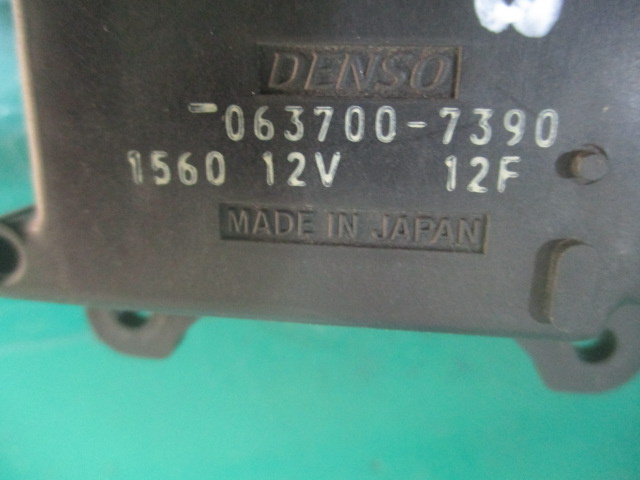 DENSO
063700-7390
1560 12V 12F
MADE IN JAPAN